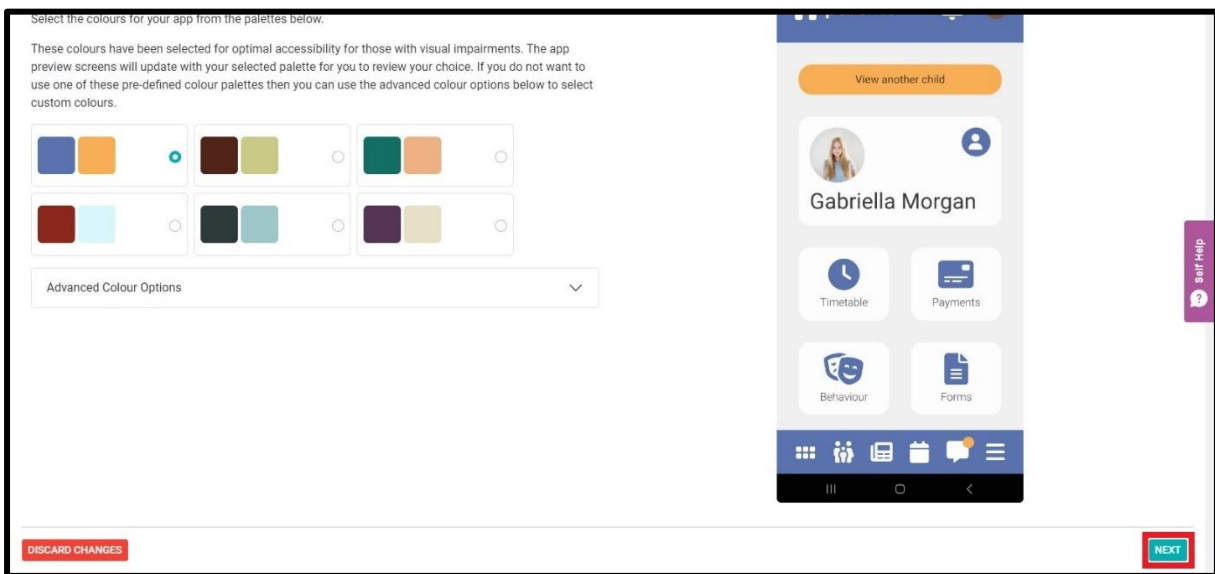 Select the colours for your app from the palettes below.
These colours have been selected for optimal accessibility for those with visual impairments. The app
preview screens will update with your selected palette for you to review your choice. If you do not want to
use one of these pre-defined colour palettes then you can use the advanced colour options below to select
custom colours.
Advanced Colour Options
View another child
Gabriella Morgan
Timetable
Payments
Behaviour
Forms
Self Help
?
DISCARD CHANGES
NEXT